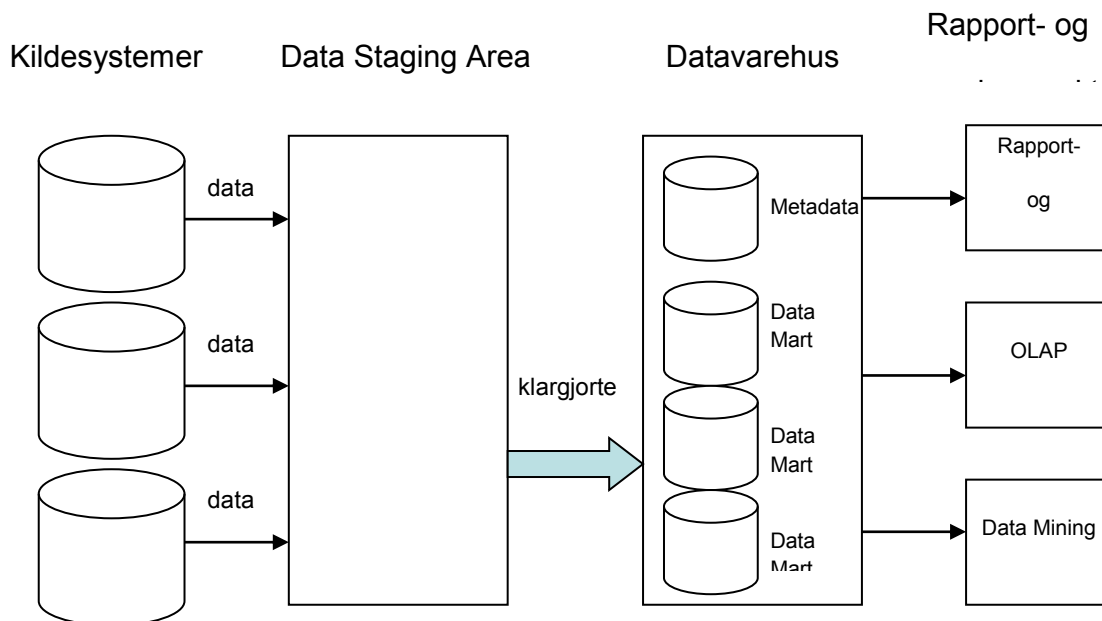 Rapport- og
Kildesystemer
Data Staging Area
Datavarehus
data
data
data
klargjorte
Metadata
Data
Mart
Data
Mart
Data
Mart
Rapport-
og
OLAP
Data Mining